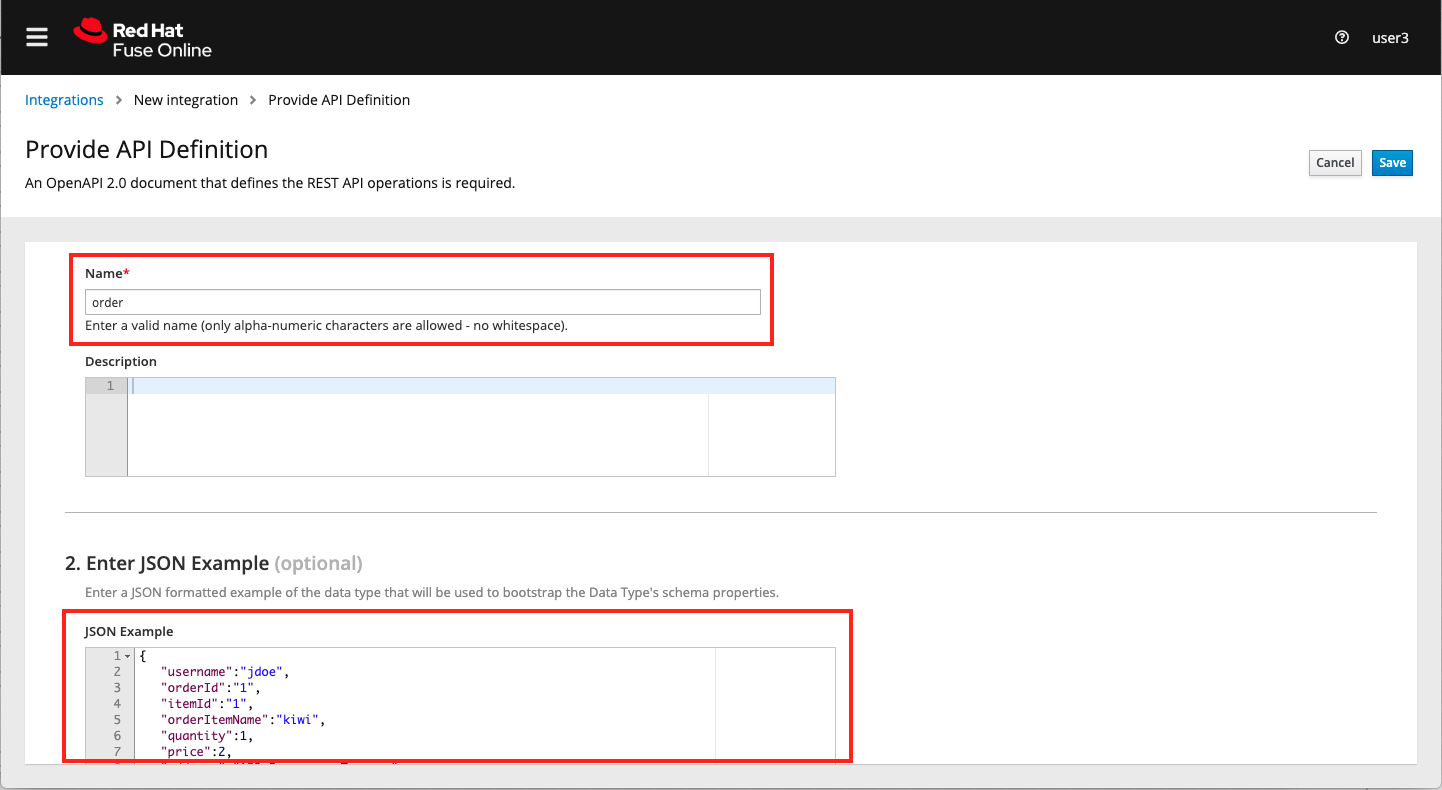 Red Hat
Fuse Online
user3
Integrations > New integration > Provide API Definition
Provide API Definition
Cancel
Save
An OpenAPI 2.0 document that defines the REST API operations is required.
Name*
order
Enter a valid name (only alpha-numeric characters are allowed - no whitespace).
Description
1
2. Enter JSON Example (optional)
Enter a JSON formatted example of the data type that will be used to bootstrap the Data Type's schema properties.
JSON Example
1 {
2 "username":"jdoe",
3 "orderId":"1",
4 "itemId":"1",
5 "orderItemName":"kiwi",
6 "quantity":1,
7 "price":2,